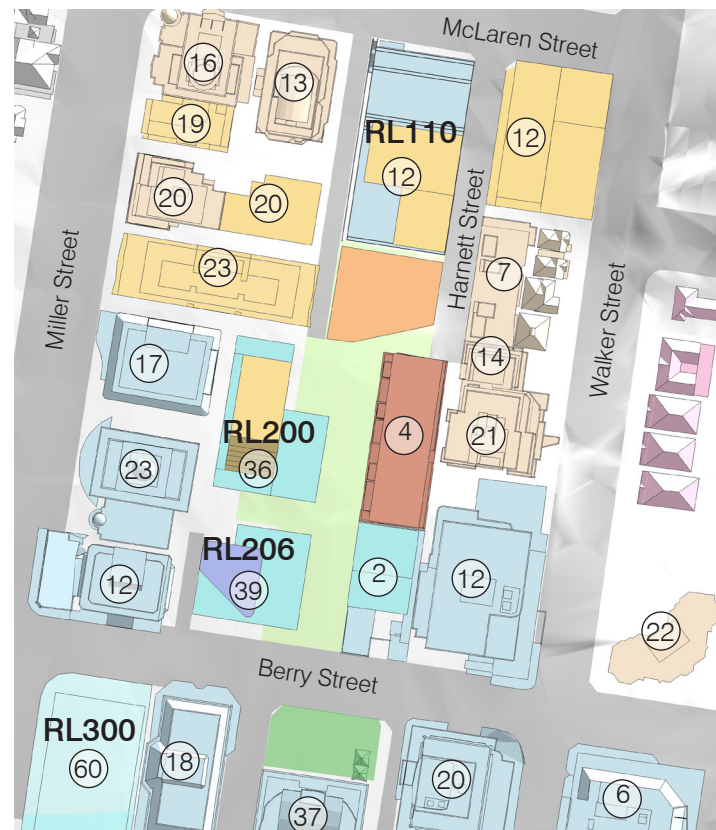 McLaren Street
16
13
19
RL110
12
12
20
20
Harnett Street
23
7
Miller Street
Walker Street
17
14
4
21
RL200
36
23
RL206
39
2
12
12
22
Berry Street
RL300
60
18
20
6
37